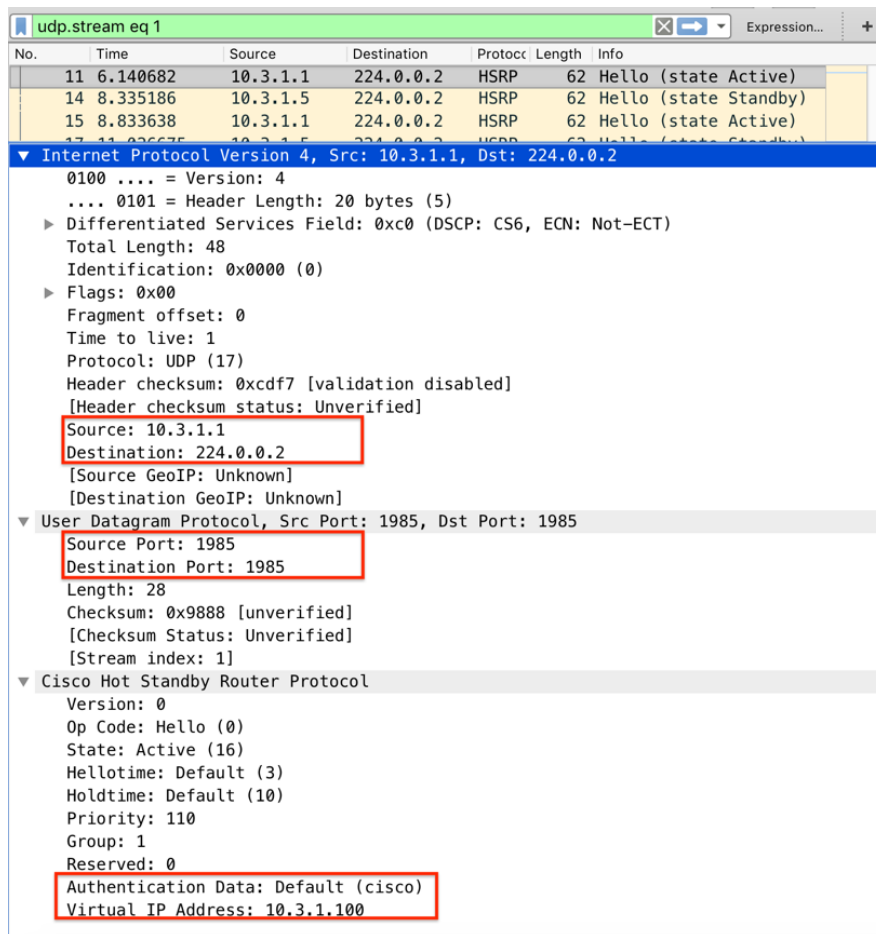 udp.stream eq 1 Expression... +
No. Time Source Destination Protocc Length Info
11 6.140682 10.3.1.1 224.0.0.2 HSRP 62 Hello (state Active)
14 8.335186 10.3.1.5 224.0.0.2 HSRP 62 Hello (state Standby)
15 8.833638 10.3.1.1 224.0.0.2 HSRP 62 Hello (state Active)
Internet Protocol Version 4, Src: 10.3.1.1, Dst: 224.0.0.2
0100 .... = Version: 4
.... 0101 = Header Length: 20 bytes (5)
Differentiated Services Field: 0xc0 (DSCP: CS6, ECN: Not-ECT)
Total Length: 48
Identification: 0x0000 (0)
Flags: 0x00
Fragment offset: 0
Time to live: 1
Protocol: UDP (17)
Header checksum: 0xcdf7 [validation disabled]
[Header checksum status: Unverified]
Source: 10.3.1.1
Destination: 224.0.0.2
[Source GeoIP: Unknown]
[Destination GeoIP: Unknown]
User Datagram Protocol, Src Port: 1985, Dst Port: 1985
Source Port: 1985
Destination Port: 1985
Length: 28
Checksum: 0x9888 [unverified]
[Checksum Status: Unverified]
[Stream index: 1]
Cisco Hot Standby Router Protocol
Version: 0
Op Code: Hello (0)
State: Active (16)
Hellotime: Default (3)
Holdtime: Default (10)
Priority: 110
Group: 1
Reserved: 0
Authentication Data: Default (cisco)
Virtual IP Address: 10.3.1.100